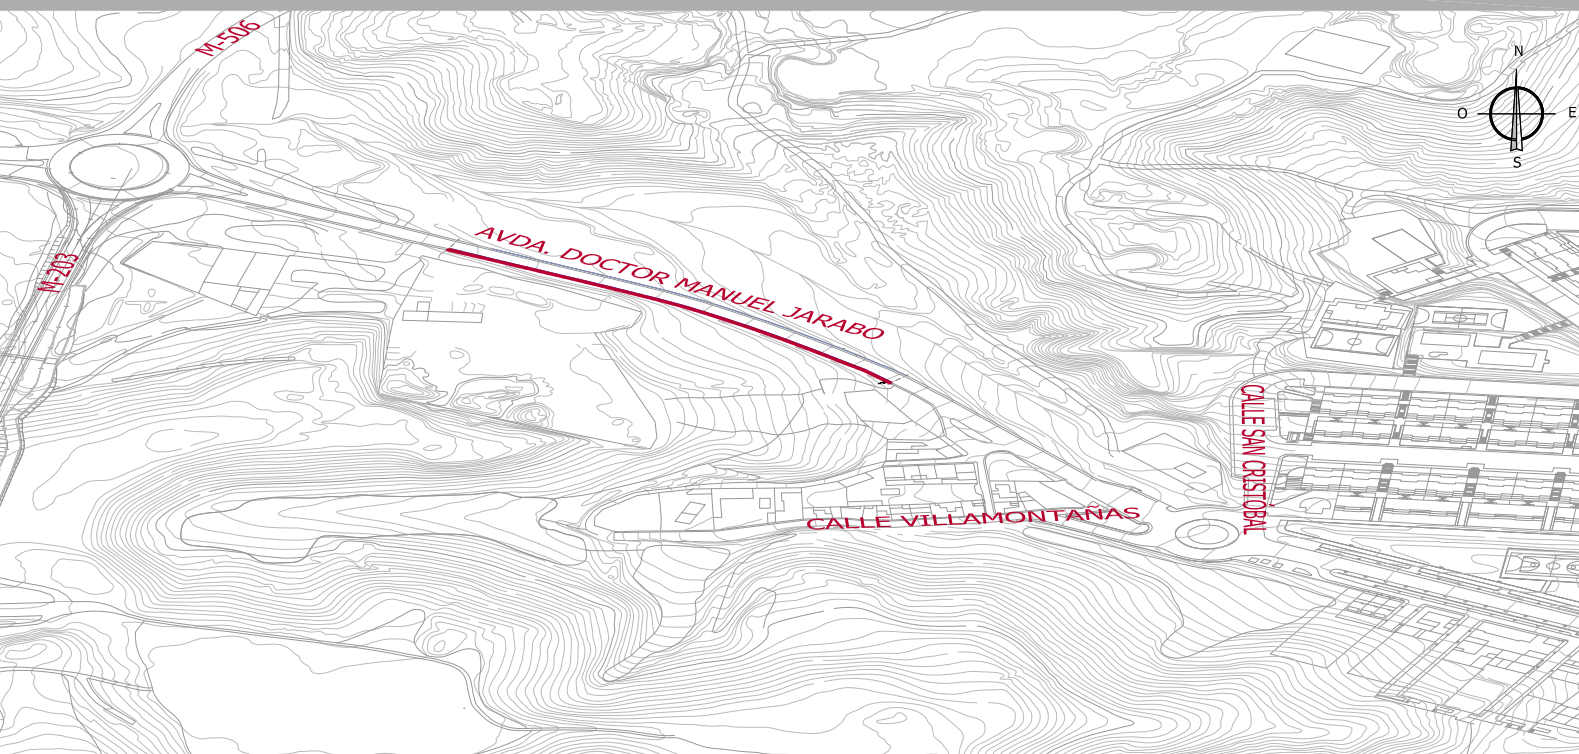 M-506
N
O
E
S
AVDA. DOCTOR MANUEL JARABO
M-203
CALLE SAN CRISTÓBAL
CALLE VILLAMONTAÑAS